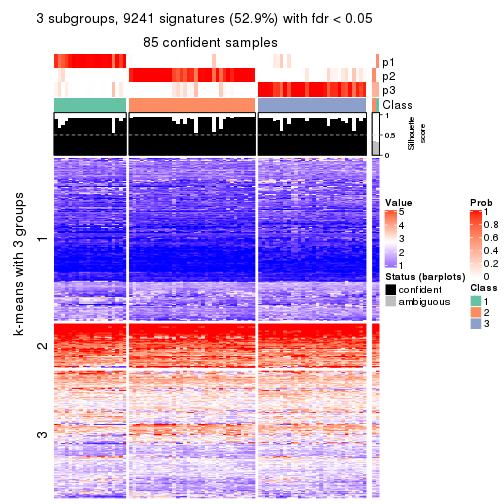 3 subgroups, 9241 signatures (52.9%) with fdr < 0.05
85 confident samples
p1
p2
p3
Class
1
0.5
0
Silhouette
score
k-means with 3 groups
1
2
3
Value
5
4
3
2
1
Status (barplots)
confident
ambiguous
Prob
1
0.8
0.6
0.4
0.2
0
Class
1
2
3